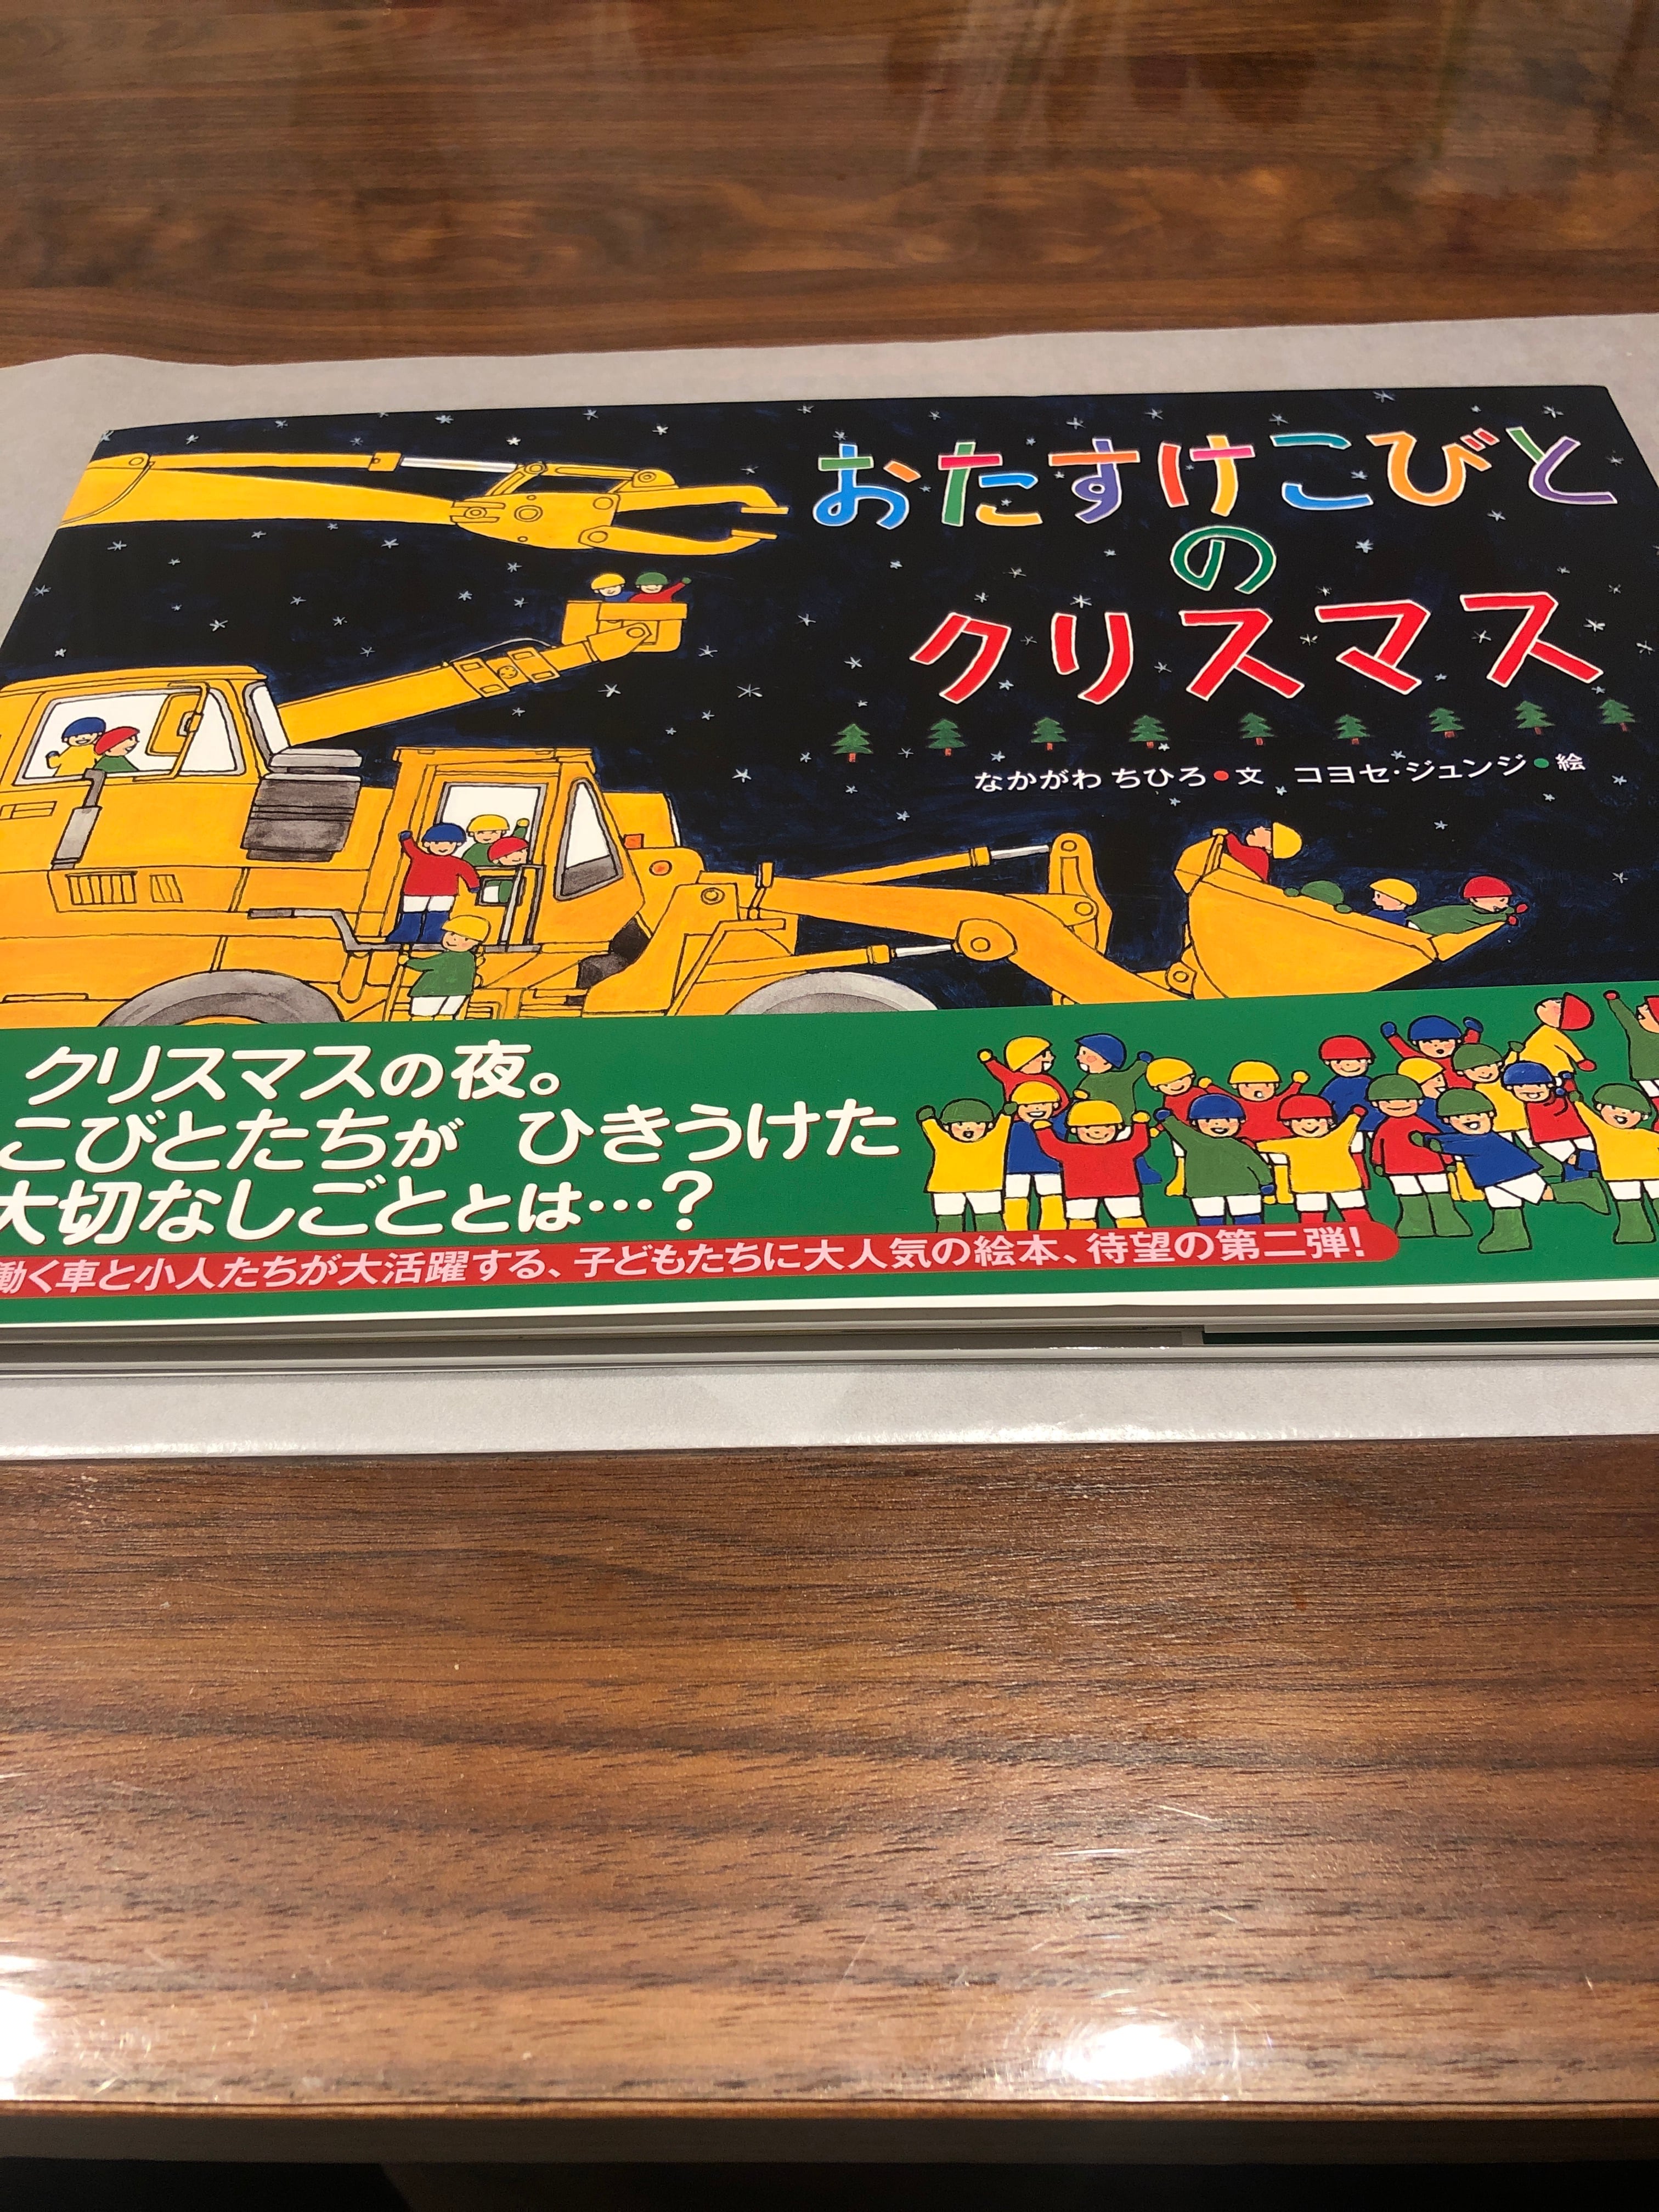 おたすけこびと
の
クリスマス
なかがわ ちひろ●文 コヨセ・ジュンジ●絵
クリスマスの夜。
こびとたちが ひきうけた
大切なしごととは…？
働く車と小人たちが大活躍する、子どもたちに大人気の絵本、待望の第二弾!